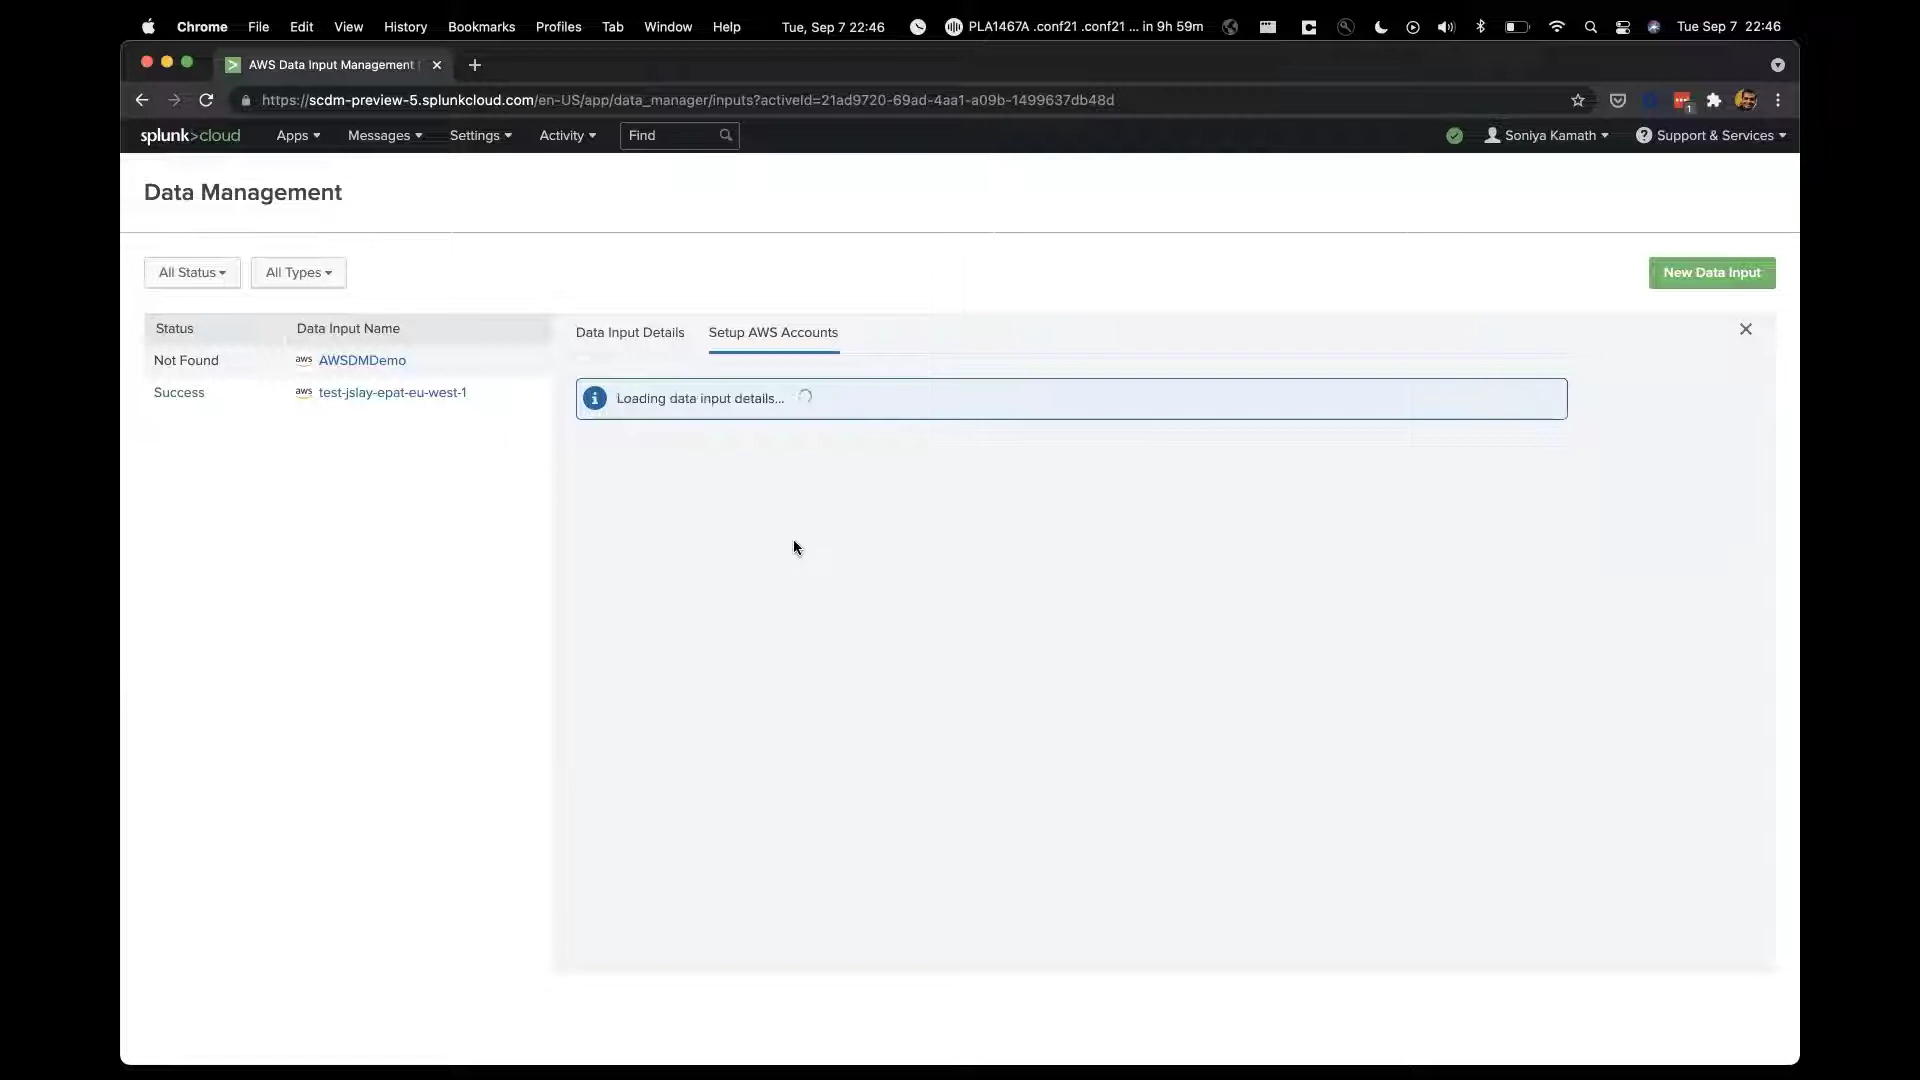 Chrome File Edit View History Bookmarks Profiles Tab Window Help Tue, Sep 7 22:46 PLA1467A .conf21 .conf21 ... in 9h 59m Tue Sep 7 22:46
AWS Data Input Management
https://scdm-preview-5.splunkcloud.com/en-US/app/data_manager/inputs?activeId=21ad9720-69ad-4aa1-a09b-1499637db48d 1
splunk>cloud Apps Messages Settings Activity Find Soniya Kamath ? Support & Services
Data Management
All Status All Types New Data Input
Status Data Input Name Data Input Details Setup AWS Accounts
Not Found aws AWSDMDemo
Success aws test-jslay-epat-eu-west-1
i Loading data input details...